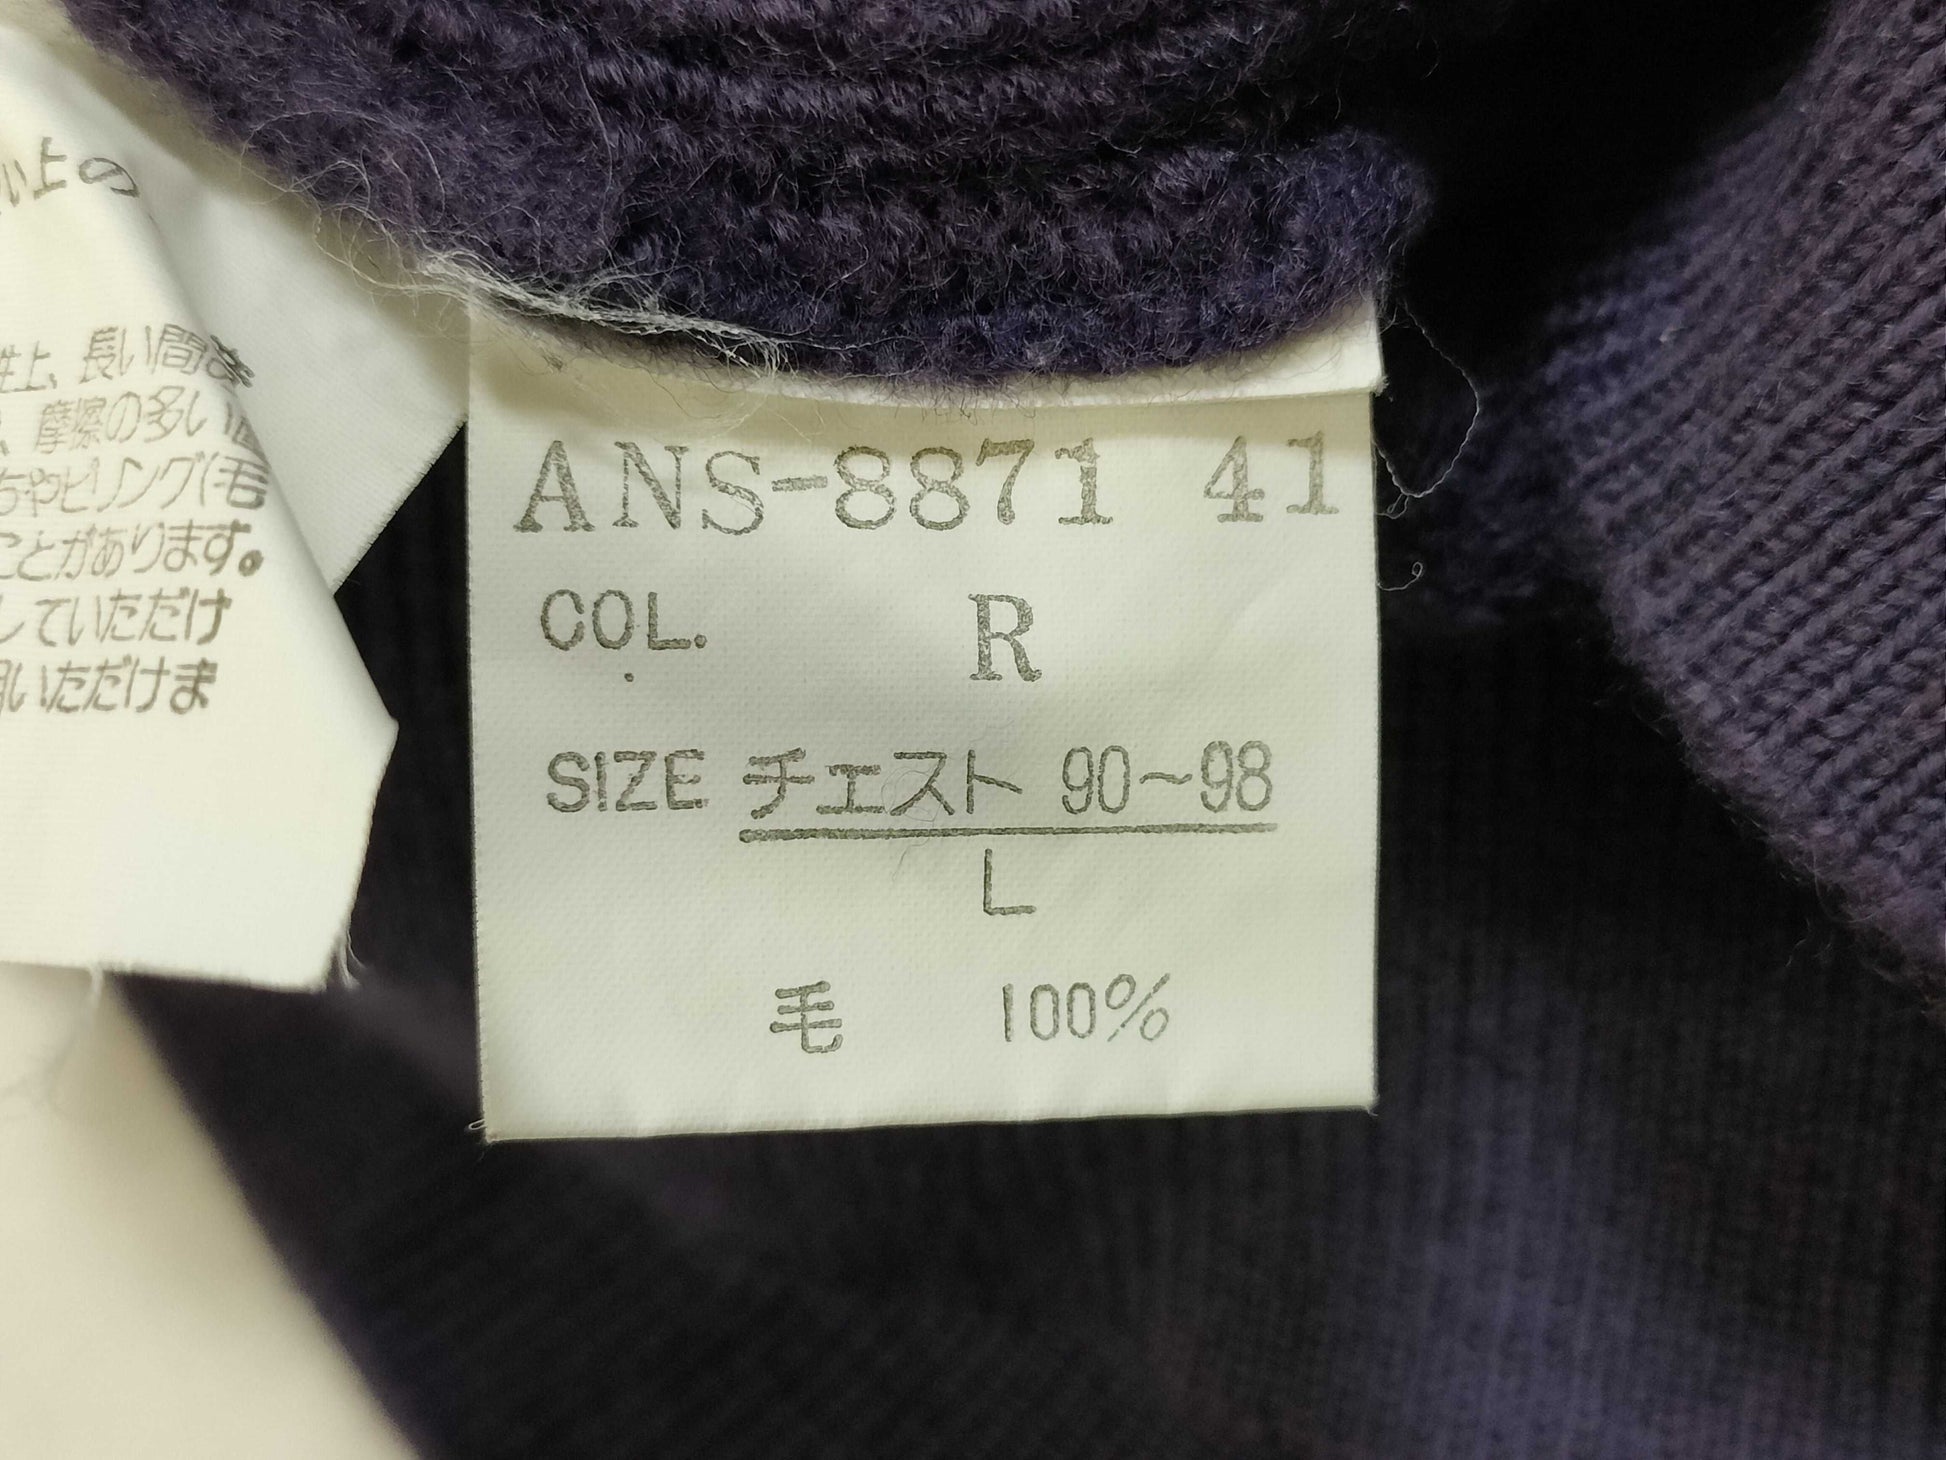 い上の
性上、長い間ま
摩擦の多い
ちやピリング(毛
ことがあります。
していただけ
いただけま
ANS-8871 41
COL. R
SIZE チェスト 90~98
L
毛 100%